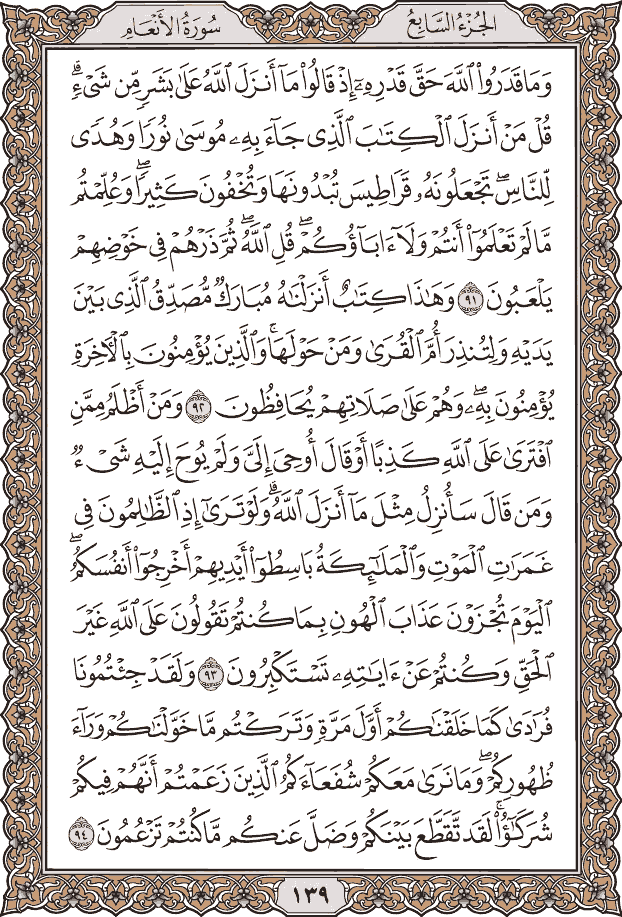 الجُزْءُ السَّابِعُ
سُورَةُ الأَنْعَامِ
وَمَا قَدَرُوا۟ ٱللَّهَ حَقَّ قَدْرِهِۦٓ إِذْ قَالُوا۟ مَآ أَنزَلَ ٱللَّهُ عَلَىٰ بَشَرٍ مِّن شَىْءٍ ۗ
قُلْ مَنْ أَنزَلَ ٱلْكِتَٰبَ ٱلَّذِى جَآءَ بِهِۦ مُوسَىٰ نُورًا وَهُدًى
لِّلنَّاسِ ۖ تَجْعَلُونَهُۥ قَرَاطِيسَ تُبْدُونَهَا وَتُخْفُونَ كَثِيرًا ۖ وَعُلِّمْتُم
مَّا لَمْ تَعْلَمُوٓا۟ أَنتُمْ وَلَآ ءَابَآؤُكُمْ ۖ قُلِ ٱللَّهُ ۖ ثُمَّ ذَرْهُمْ فِى خَوْضِهِمْ
يَلْعَبُونَ ٩١ وَهَٰذَا كِتَٰبٌ أَنزَلْنَٰهُ مُبَارَكٌ مُّصَدِّقُ ٱلَّذِى بَيْنَ
يَدَيْهِ وَلِتُنذِرَ أُمَّ ٱلْقُرَىٰ وَمَنْ حَوْلَهَا ۚ وَٱلَّذِينَ يُؤْمِنُونَ بِٱلْءَاخِرَةِ
يُؤْمِنُونَ بِهِۦ ۖ وَهُمْ عَلَىٰ صَلَاتِهِمْ يُحَافِظُونَ ٩٢ وَمَنْ أَظْلَمُ مِمَّنِ
ٱفْتَرَىٰ عَلَى ٱللَّهِ كَذِبًا أَوْ قَالَ أُوحِىَ إِلَىَّ وَلَمْ يُوحَ إِلَيْهِ شَىْءٌ
وَمَن قَالَ سَأُنزِلُ مِثْلَ مَآ أَنزَلَ ٱللَّهُ ۗ وَلَوْ تَرَىٰٓ إِذِ ٱلظَّٰلِمُونَ فِى
غَمَرَٰتِ ٱلْمَوْتِ وَٱلْمَلَٰٓئِكَةُ بَاسِطُوٓا۟ أَيْدِيهِمْ أَخْرِجُوٓا۟ أَنفُسَكُمُ ۖ
ٱلْيَوْمَ تُجْزَوْنَ عَذَابَ ٱلْهُونِ بِمَا كُنتُمْ تَقُولُونَ عَلَى ٱللَّهِ غَيْرَ
ٱلْحَقِّ وَكُنتُمْ عَنْ ءَايَٰتِهِۦ تَسْتَكْبِرُونَ ٩٣ وَلَقَدْ جِئْتُمُونَا
فُرَٰدَىٰ كَمَا خَلَقْنَٰكُمْ أَوَّلَ مَرَّةٍ وَتَرَكْتُم مَّا خَوَّلْنَٰكُمْ وَرَآءَ
ظُهُورِكُمْ ۖ وَمَا نَرَىٰ مَعَكُمْ شُفَعَآءَكُمُ ٱلَّذِينَ زَعَمْتُمْ أَنَّهُمْ فِيكُمْ
شُرَكَٰٓؤُا۟ ۚ لَقَد تَّقَطَّعَ بَيْنَكُمْ وَضَلَّ عَنكُم مَّا كُنتُمْ تَزْعُمُونَ ٩٤
١٣٩